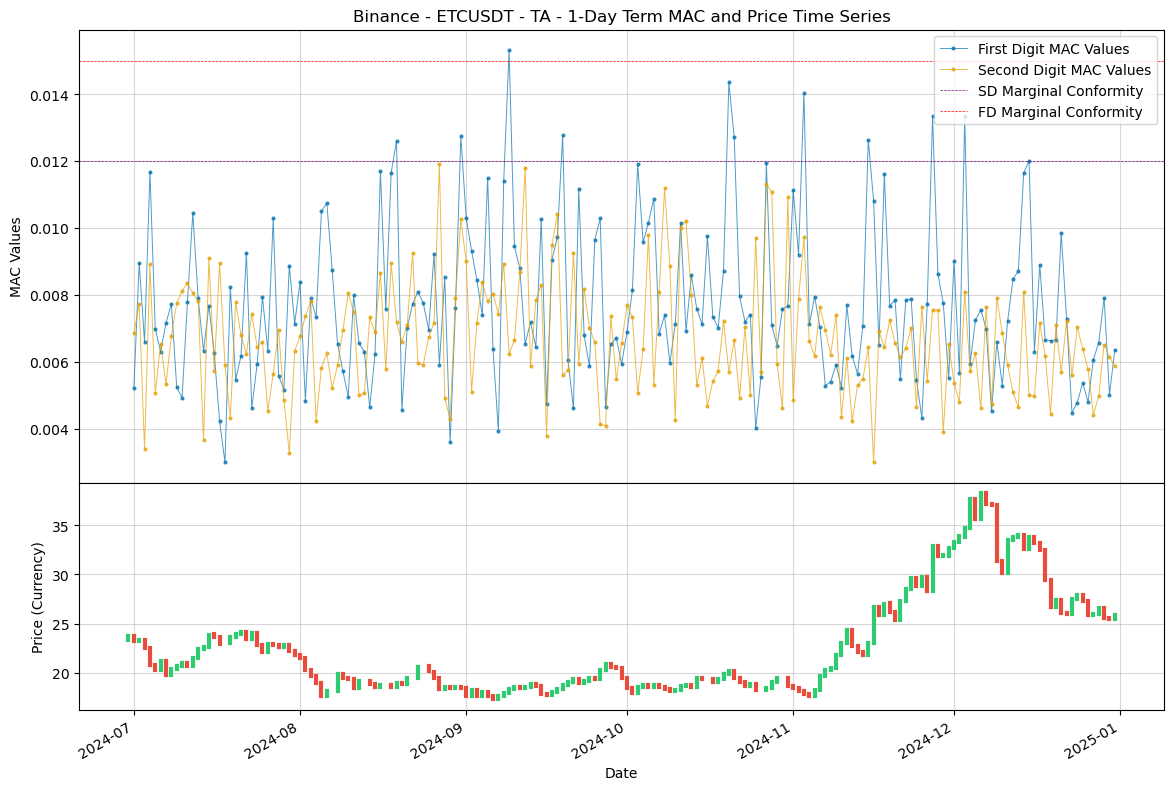 Binance - ETCUSDT - TA - 1-Day Term MAC and Price Time Series
First Digit MAC Values
Second Digit MAC Values
SD Marginal Conformity
FD Marginal Conformity
MAC Values
0.014
0.012
0.010
0.008
0.006
0.004
Price (Currency)
35
30
25
20
2024-07
2024-08
2024-09
2024-10
2024-11
2024-12
2025-01
Date